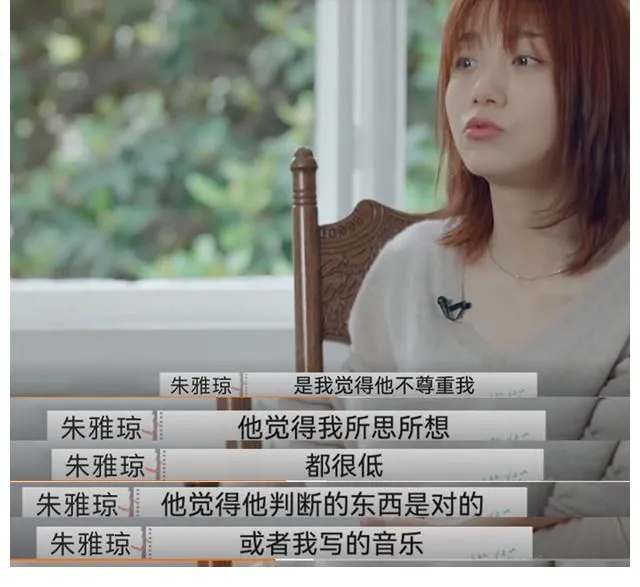 朱雅琼 是我觉得他不尊重我
朱雅琼 他觉得我所思所想
朱雅琼 都很低
朱雅琼 他觉得他判断的东西是对的
朱雅琼 或者我写的音乐